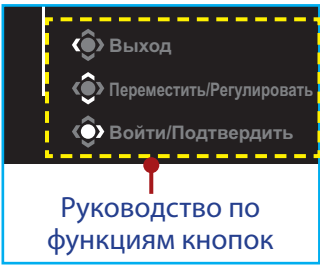 Выход
Переместить/Регулировать
Войти/Подтвердить
Руководство по
функциям кнопок